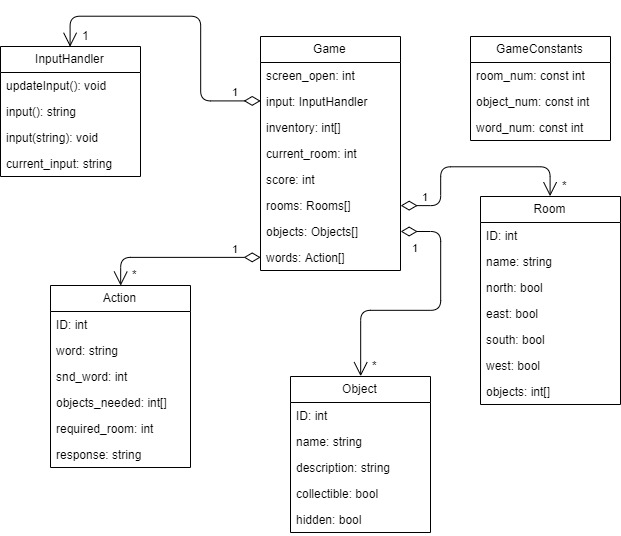 InputHandler
updateInput(): void
input(): string
input(string): void
current_input: string
1
1
Game
screen_open: int
input: InputHandler
inventory: int[]
current_room: int
score: int
rooms: Rooms[]
objects: Objects[]
words: Action[]
GameConstants
room_num: const int
object_num: const int
word_num: const int
1
*
Room
ID: int
name: string
north: bool
east: bool
south: bool
west: bool
objects: int[]
1
*
Action
ID: int
word: string
snd_word: int
objects_needed: int[]
required_room: int
response: string
1
*
Object
ID: int
name: string
description: string
collectible: bool
hidden: bool